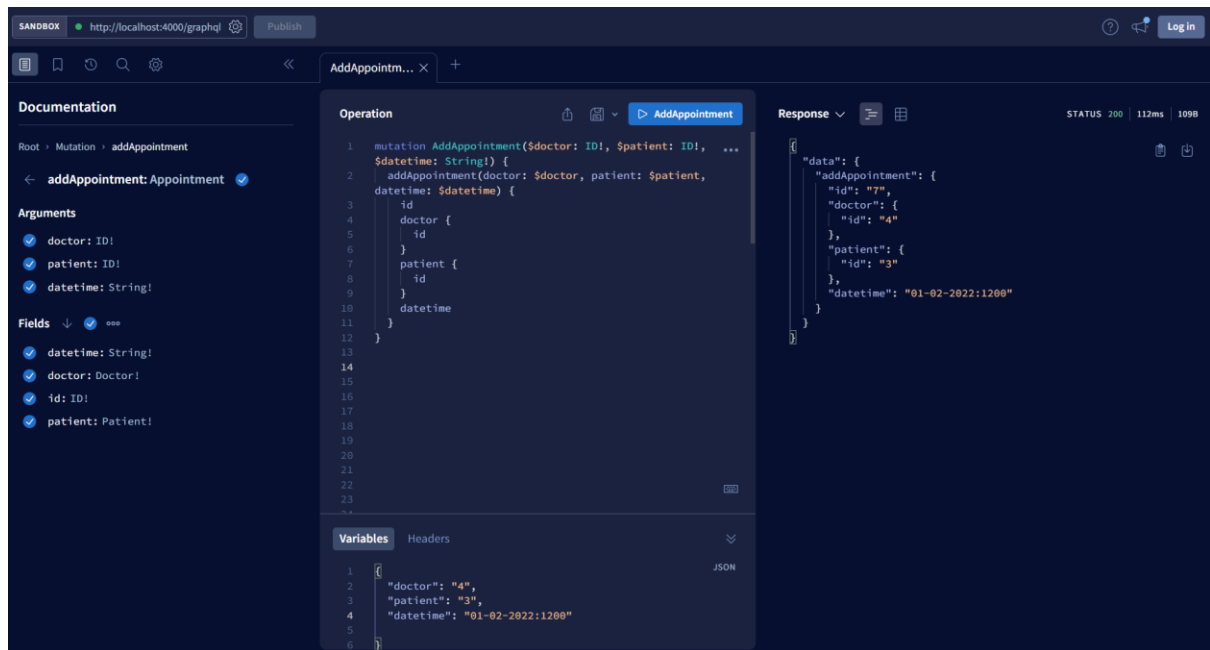 SANDBOX http://localhost:4000/graphql Publish
Log in
AddAppointm...
Documentation
Root › Mutation › addAppointment
addAppointment: Appointment
Arguments
doctor: ID!
patient: ID!
datetime: String!
Fields
datetime: String!
doctor: Doctor!
id: ID!
patient: Patient!
Operation
AddAppointment
1 mutation AddAppointment($doctor: ID!, $patient: ID!,
$datetime: String!) {
2 addAppointment(doctor: $doctor, patient: $patient,
datetime: $datetime) {
3 id
4 doctor {
5 id
6 }
7 patient {
8 id
9 }
10 datetime
11 }
12 }
13
14
15
16
17
18
19
20
21
22
23
24
Variables Headers
JSON
1 {
2 "doctor": "4",
3 "patient": "3",
4 "datetime": "01-02-2022:1200"
5
6 }
Response STATUS 200 112ms 109B
{
"data": {
"addAppointment": {
"id": "7",
"doctor": {
"id": "4"
},
"patient": {
"id": "3"
},
"datetime": "01-02-2022:1200"
}
}
}